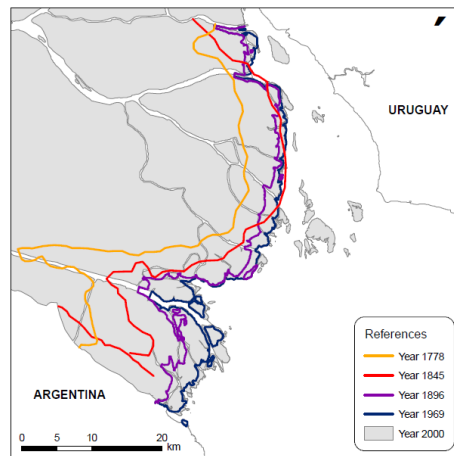 URUGUAY
References
Year 1778
Year 1845
Year 1896
Year 1969
Year 2000
ARGENTINA
0 5 10 20
km